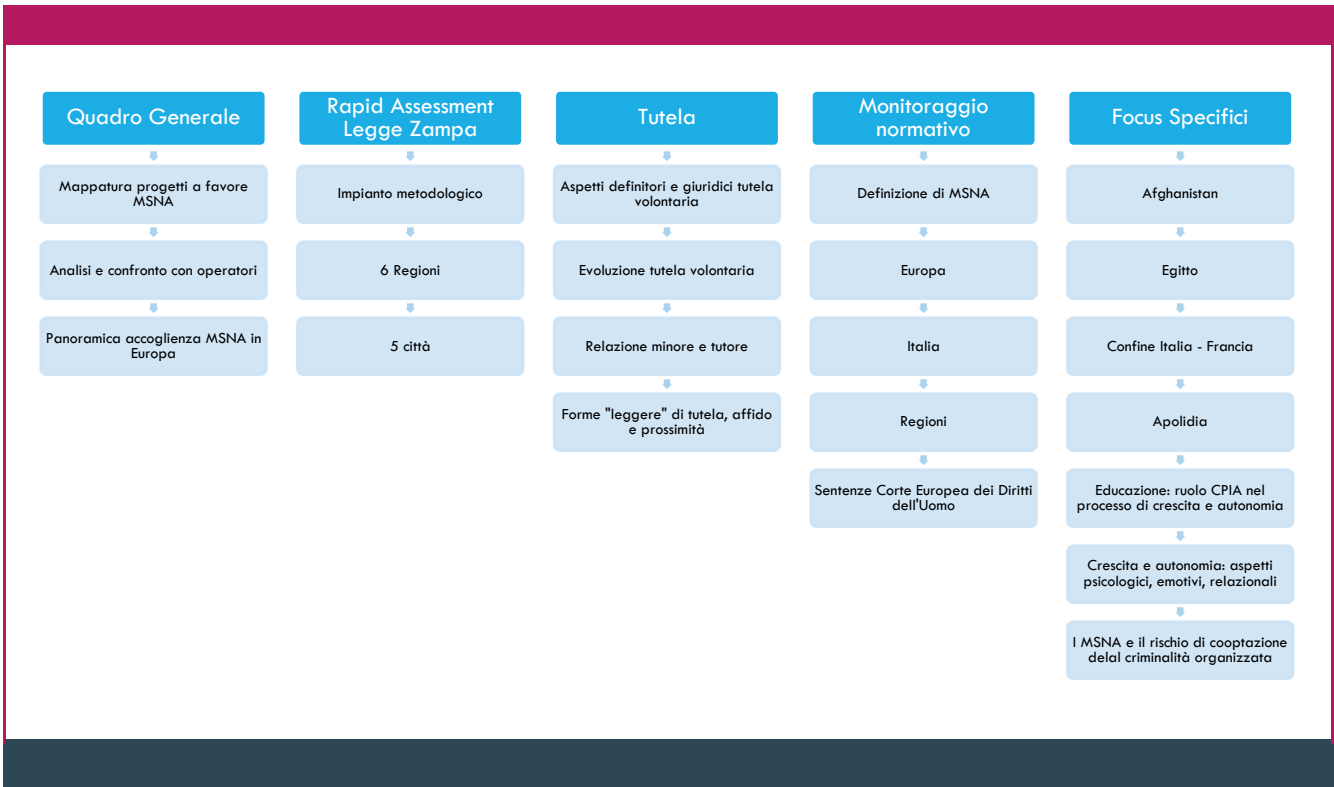 Quadro Generale
Mappatura progetti a favore
MSNA
Analisi e confronto con operatori
Panoramica accoglienza MSNA in
Europa
Rapid Assessment
Legge Zampa
Impianto metodologico
6 Regioni
5 città
Tutela
Aspetti definitori e giuridici tutela
volontaria
Evoluzione tutela volontaria
Relazione minore e tutore
Forme "leggere" di tutela, affido
e prossimità
Monitoraggio
normativo
Definizione di MSNA
Europa
Italia
Regioni
Sentenze Corte Europea dei Diritti
dell'Uomo
Focus Specifici
Afghanistan
Egitto
Confine Italia - Francia
Apolidia
Educazione: ruolo CPIA nel
processo di crescita e autonomia
Crescita e autonomia: aspetti
psicologici, emotivi, relazionali
I MSNA e il rischio di cooptazione
delal criminalità organizzata